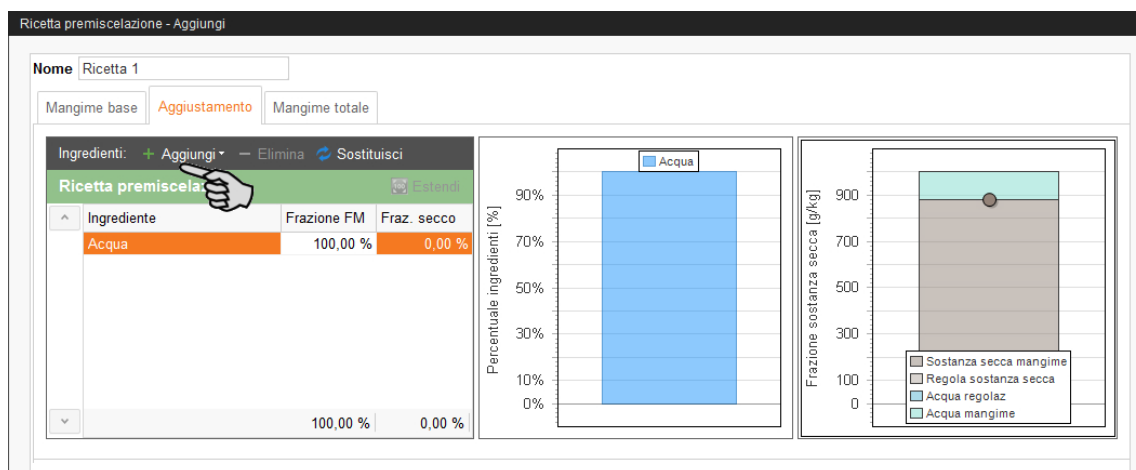 Ricetta premiscelazione - Aggiungi
Nome Ricetta 1
Mangime base Aggiustamento Mangime totale
Ingredienti: + Aggiungi − Elimina Sostituisci
Ricetta Estendi
Ingrediente Frazione FM Fraz. secco
Acqua 100,00 % 0,00 %
100,00 % 0,00 %
Acqua
Percentuale ingredienti [%]
90%
70%
50%
30%
10%
0%
Frazione sostanza secca [g/kg]
900
700
500
300
100
0
Sostanza secca mangime
Regola sostanza secca
Acqua regolaz
Acqua mangime